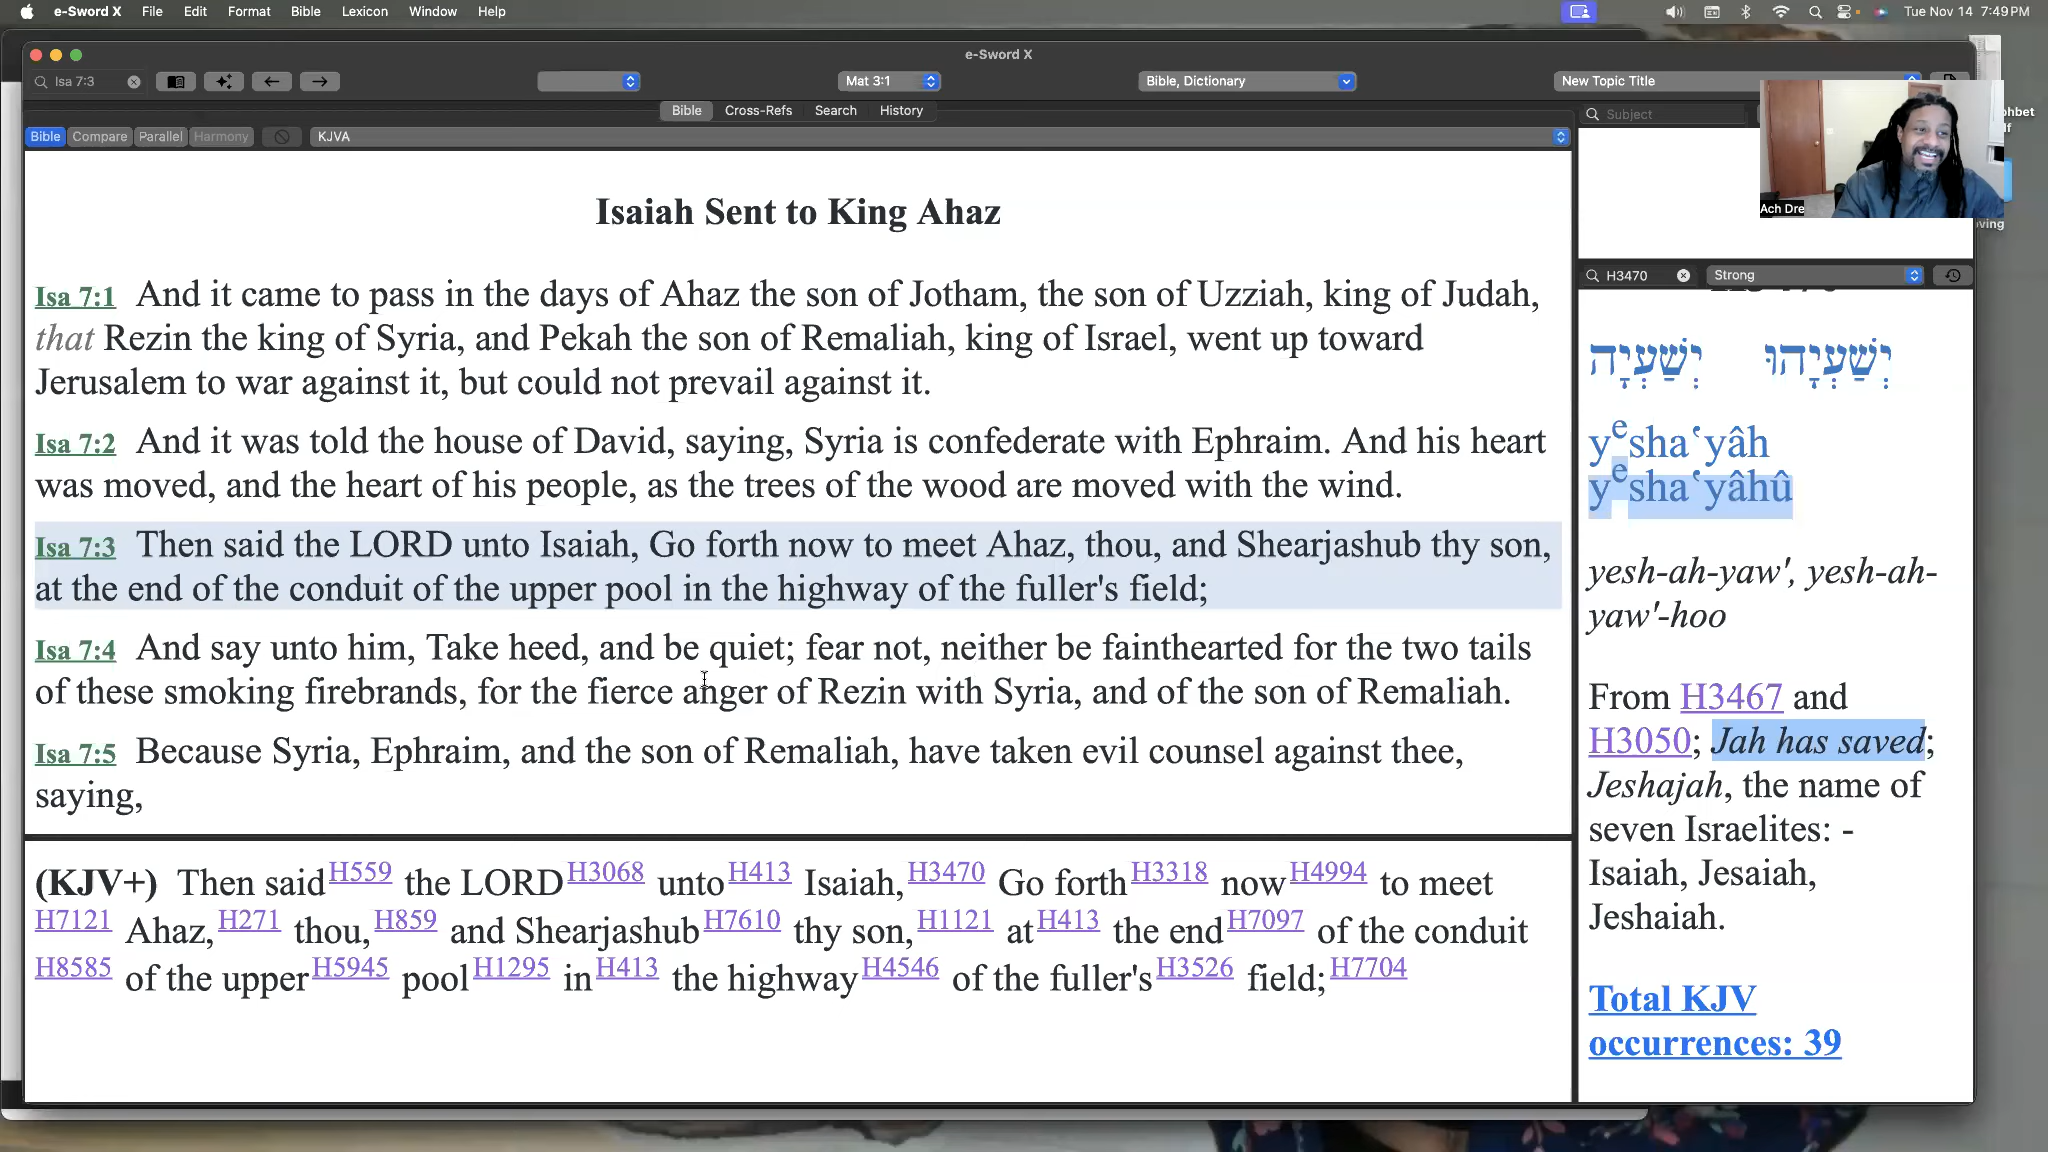 e-Sword X File Edit Format Bible Lexicon Window Help Tue Nov 14 7:49 PM
e-Sword X
Isa 7:3 Mat 3:1 Bible, Dictionary New Topic Title
Bible Cross-Refs Search History
Bible Compare Parallel Harmony KJVA
Isaiah Sent to King Ahaz
Isa 7:1 And it came to pass in the days of Ahaz the son of Jotham, the son of Uzziah, king of Judah,
that Rezin the king of Syria, and Pekah the son of Remaliah, king of Israel, went up toward
Jerusalem to war against it, but could not prevail against it.
Isa 7:2 And it was told the house of David, saying, Syria is confederate with Ephraim. And his heart
was moved, and the heart of his people, as the trees of the wood are moved with the wind.
Isa 7:3 Then said the LORD unto Isaiah, Go forth now to meet Ahaz, thou, and Shearjashub thy son,
at the end of the conduit of the upper pool in the highway of the fuller's field;
Isa 7:4 And say unto him, Take heed, and be quiet; fear not, neither be fainthearted for the two tails
of these smoking firebrands, for the fierce anger of Rezin with Syria, and of the son of Remaliah.
Isa 7:5 Because Syria, Ephraim, and the son of Remaliah, have taken evil counsel against thee,
saying,
(KJV+) Then said H559 the LORD H3068 unto H413 Isaiah, H3470 Go forth H3318 now H4994 to meet
H7121 Ahaz, H271 thou, H859 and Shearjashub H7610 thy son, H1121 at H413 the end H7097 of the conduit
H8585 of the upper H5945 pool H1295 in H413 the highway H4546 of the fuller's H3526 field; H7704
Subject
Ach Dre
H3470 Strong
יְשַׁעְיָה יְשַׁעְיָהוּ
yeshaʽyâh
yeshaʽyâhû
yesh-ah-yaw', yesh-ah-
yaw'-hoo
From H3467 and
H3050; Jah has saved;
Jeshajah, the name of
seven Israelites: -
Isaiah, Jesaiah,
Jeshaiah.
Total KJV
occurrences: 39